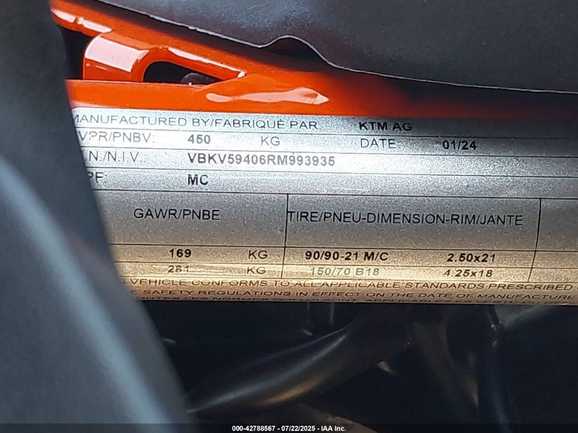 MANUFACTURED BY/FABRIQUÉ PAR KTM AG
VWR/PNBV: 450 KG DATE: 01/24
.N./N.I.V.: VBKV59406RM993935
PE: MC
GAWR/PNBE TIRE/PNEU-DIMENSION-RIM/JANTE
169 KG 90/90-21 M/C 2.50x21
281 KG 150/70 B18 4.25x18
VEHICLE CONFORMS TO ALL APPLICABLE STANDARDS PRESCRIBED
SAFETY REGULATIONS IN EFFECT ON THE DATE OF MANUFACTURE
000-42788567 - 07/22/2025 - IAA Inc.